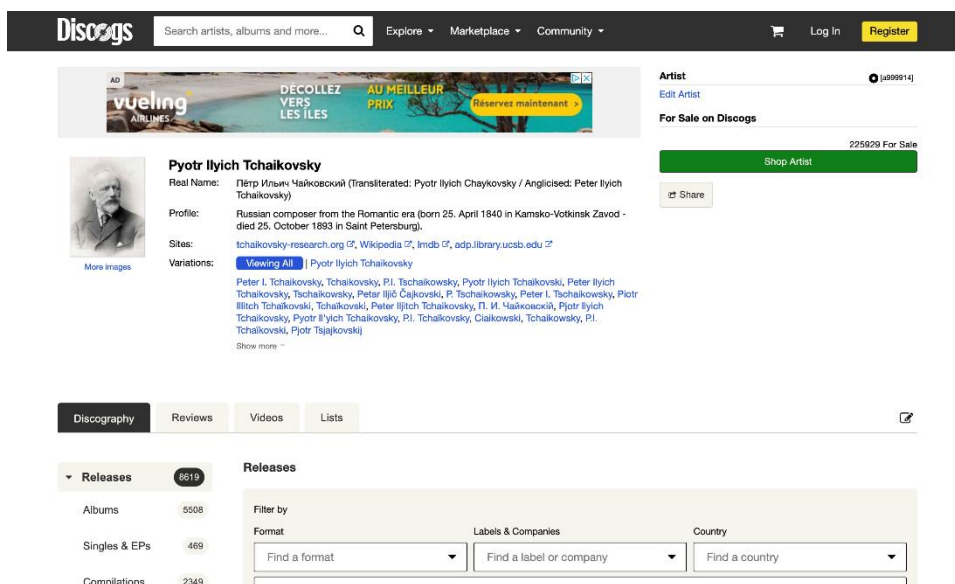 Discogs
Search artists, albums and more...
Explore
Marketplace
Community
Log In
Register
AD
vueling
AIRLINES
DÉCOLLEZ
VERS
LES ÎLES
AU MEILLEUR
PRIX
Réservez maintenant >
Artist
[a999914]
Edit Artist
For Sale on Discogs
225929 For Sale
Shop Artist
Share
More images
Pyotr Ilyich Tchaikovsky
Real Name: Пётр Ильич Чайковский (Transliterated: Pyotr Ilyich Chaykovsky / Anglicised: Peter Ilyich
Tchaikovsky)
Profile: Russian composer from the Romantic era (born 25. April 1840 in Kamsko-Votkinsk Zavod -
died 25. October 1893 in Saint Petersburg).
Sites: tchaikovsky-research.org, Wikipedia, Imdb, adp.library.ucsb.edu
Variations: Viewing All | Pyotr Ilyich Tchaikovsky
Peter I. Tchaikovsky, Tchaikovsky, P.I. Tschaikowsky, Pyotr Ilyich Tchaïkovski, Peter Ilyich
Tchaikovsky, Tschaikowsky, Petar Iljič Čajkovski, P. Tschaikowsky, Peter I. Tschaikowsky, Piotr
Illitch Tchaïkovski, Tchaïkovski, Peter Iljitch Tchaikovsky, П. И. Чайковскій, Pjotr Ilyich
Tchaikovsky, Pyotr Il'yich Tchaikovsky, P.I. Tchaïkovsky, Ciaikowski, Tchaikowsky, P.I.
Tchaïkovski, Pjotr Tsjajkovskij
Show more
Discography
Reviews
Videos
Lists
Releases 8619
Albums 5508
Singles & EPs 469
Compilations 2349
Releases
Filter by
Format
Labels & Companies
Country
Find a format
Find a label or company
Find a country